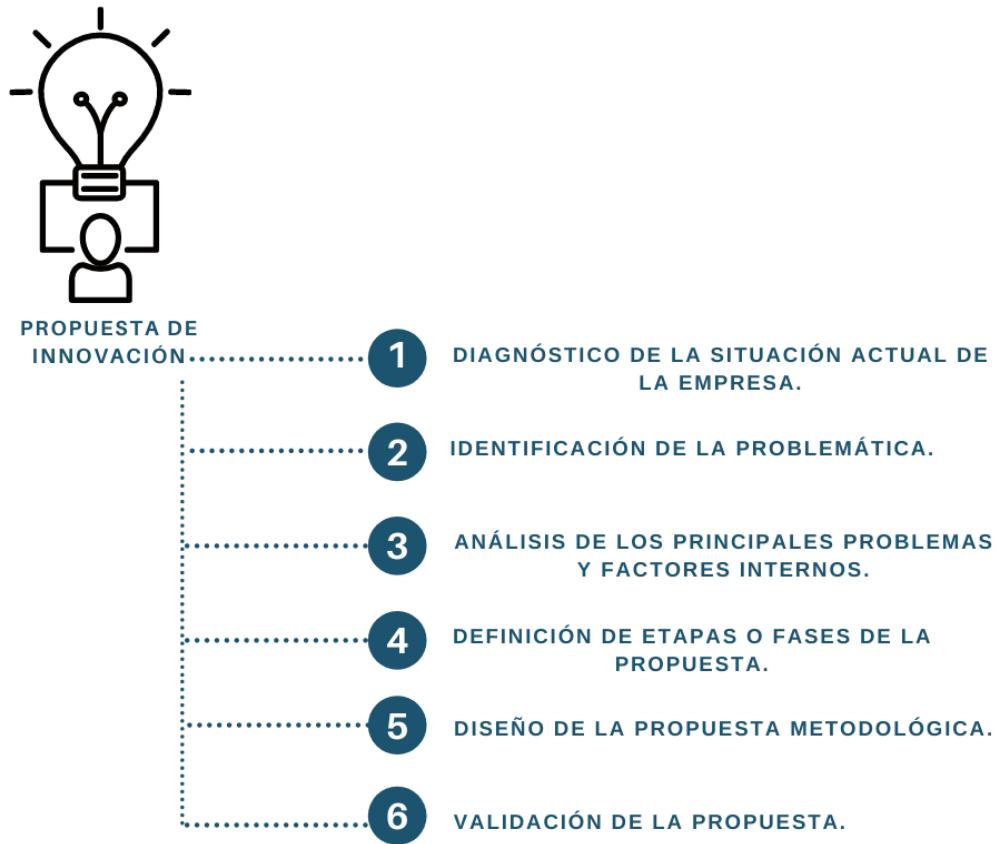 PROPUESTA DE
INNOVACIÓN
1
DIAGNÓSTICO DE LA SITUACIÓN ACTUAL DE
LA EMPRESA.
2
IDENTIFICACIÓN DE LA PROBLEMÁTICA.
3
ANÁLISIS DE LOS PRINCIPALES PROBLEMAS
Y FACTORES INTERNOS.
4
DEFINICIÓN DE ETAPAS O FASES DE LA
PROPUESTA.
5
DISEÑO DE LA PROPUESTA METODOLÓGICA.
6
VALIDACIÓN DE LA PROPUESTA.